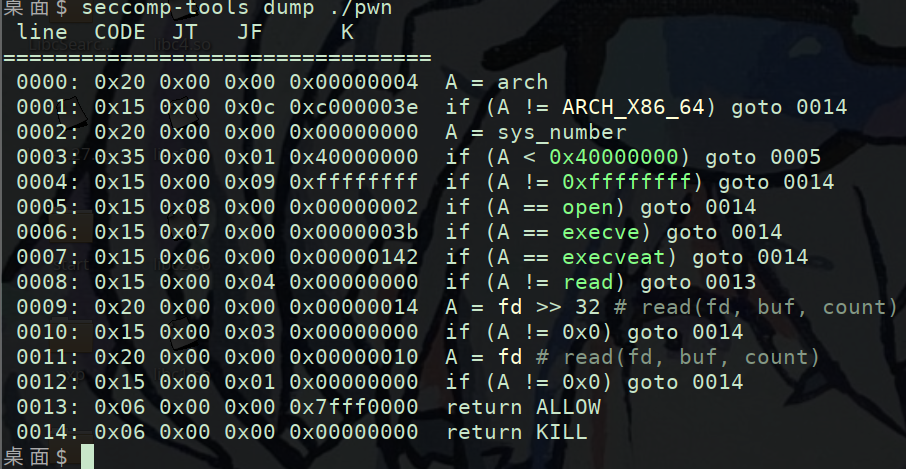 桌面$ seccomp-tools dump ./pwn
 line  CODE  JT   JF      K
=================================
 0000: 0x20 0x00 0x00 0x00000004  A = arch
 0001: 0x15 0x00 0x0c 0xc000003e  if (A != ARCH_X86_64) goto 0014
 0002: 0x20 0x00 0x00 0x00000000  A = sys_number
 0003: 0x35 0x00 0x01 0x40000000  if (A < 0x40000000) goto 0005
 0004: 0x15 0x00 0x09 0xffffffff  if (A != 0xffffffff) goto 0014
 0005: 0x15 0x08 0x00 0x00000002  if (A == open) goto 0014
 0006: 0x15 0x07 0x00 0x0000003b  if (A == execve) goto 0014
 0007: 0x15 0x06 0x00 0x00000142  if (A == execveat) goto 0014
 0008: 0x15 0x00 0x04 0x00000000  if (A != read) goto 0013
 0009: 0x20 0x00 0x00 0x00000014  A = fd >> 32 # read(fd, buf, count)
 0010: 0x15 0x00 0x03 0x00000000  if (A != 0x0) goto 0014
 0011: 0x20 0x00 0x00 0x00000010  A = fd # read(fd, buf, count)
 0012: 0x15 0x00 0x01 0x00000000  if (A != 0x0) goto 0014
 0013: 0x06 0x00 0x00 0x7fff0000  return ALLOW
 0014: 0x06 0x00 0x00 0x00000000  return KILL
桌面$